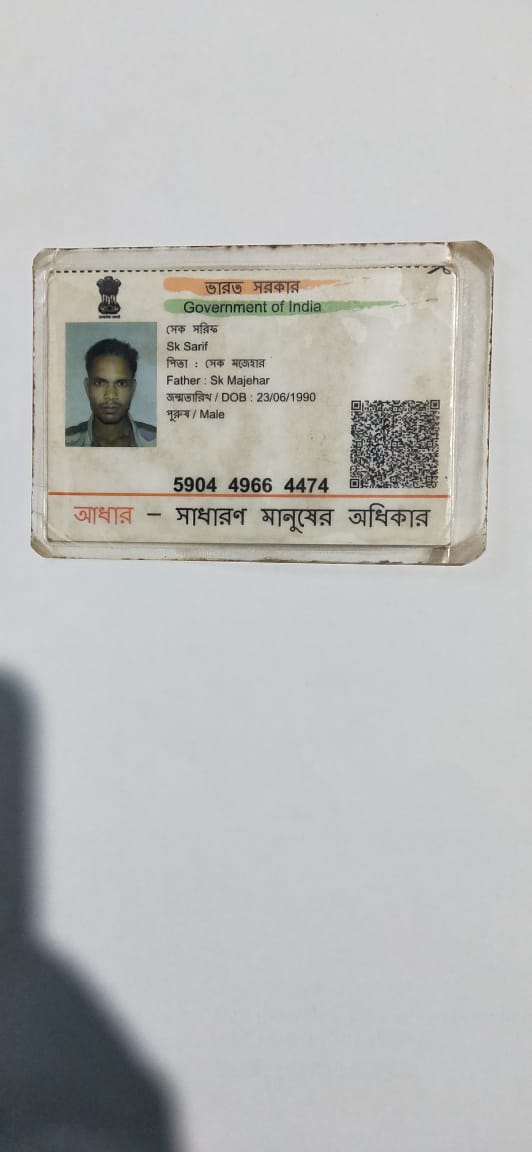 ভারত সরকার
Government of India
সেক সরিফ
Sk Sarif
পিতা : সেক মজেহার
Father : Sk Majehar
জন্মতারিখ / DOB : 23/06/1990
পুরুষ / Male
5904 4966 4474
আধার – সাধারণ মানুষের অধিকার